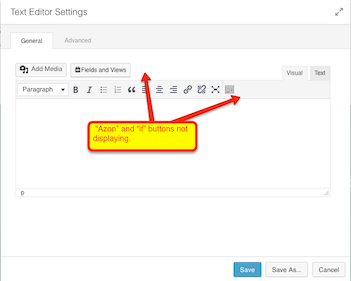 Text Editor Settings
General Advanced
Add Media Fields and Views Visual Text
Paragraph B I
"Azon" and "if" buttons not
displaying.
p
Save Save As... Cancel